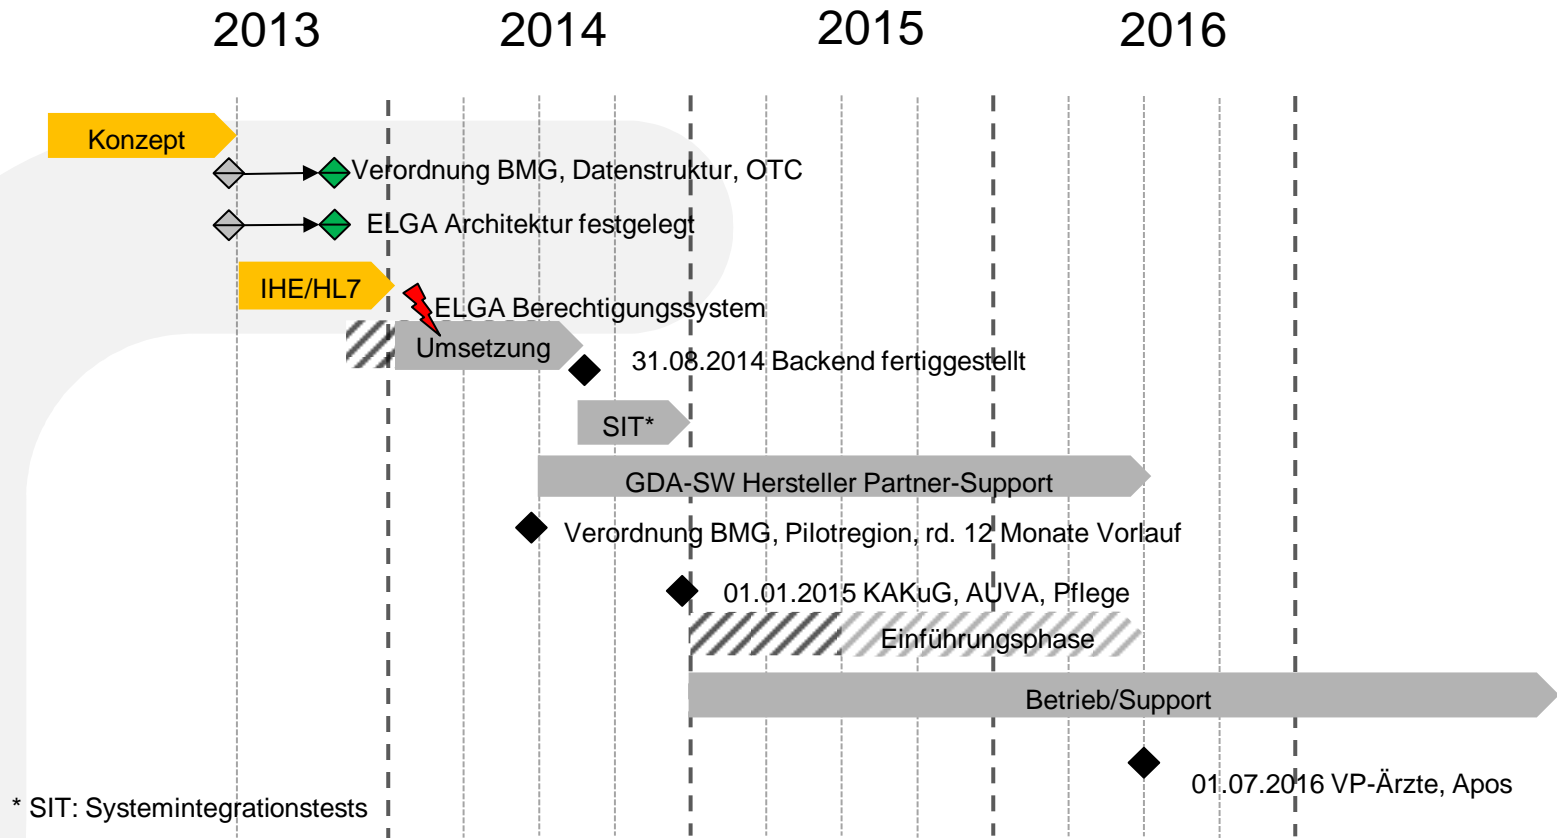 2013
2014
2015
2016
Konzept
Verordnung BMG, Datenstruktur, OTC
ELGA Architektur festgelegt
IHE/HL7
ELGA Berechtigungssystem
Umsetzung
31.08.2014 Backend fertiggestellt
SIT*
GDA-SW Hersteller Partner-Support
Verordnung BMG, Pilotregion, rd. 12 Monate Vorlauf
01.01.2015 KAKuG, AUVA, Pflege
Einführungsphase
Betrieb/Support
01.07.2016 VP-Ärzte, Apos
* SIT: Systemintegrationstests